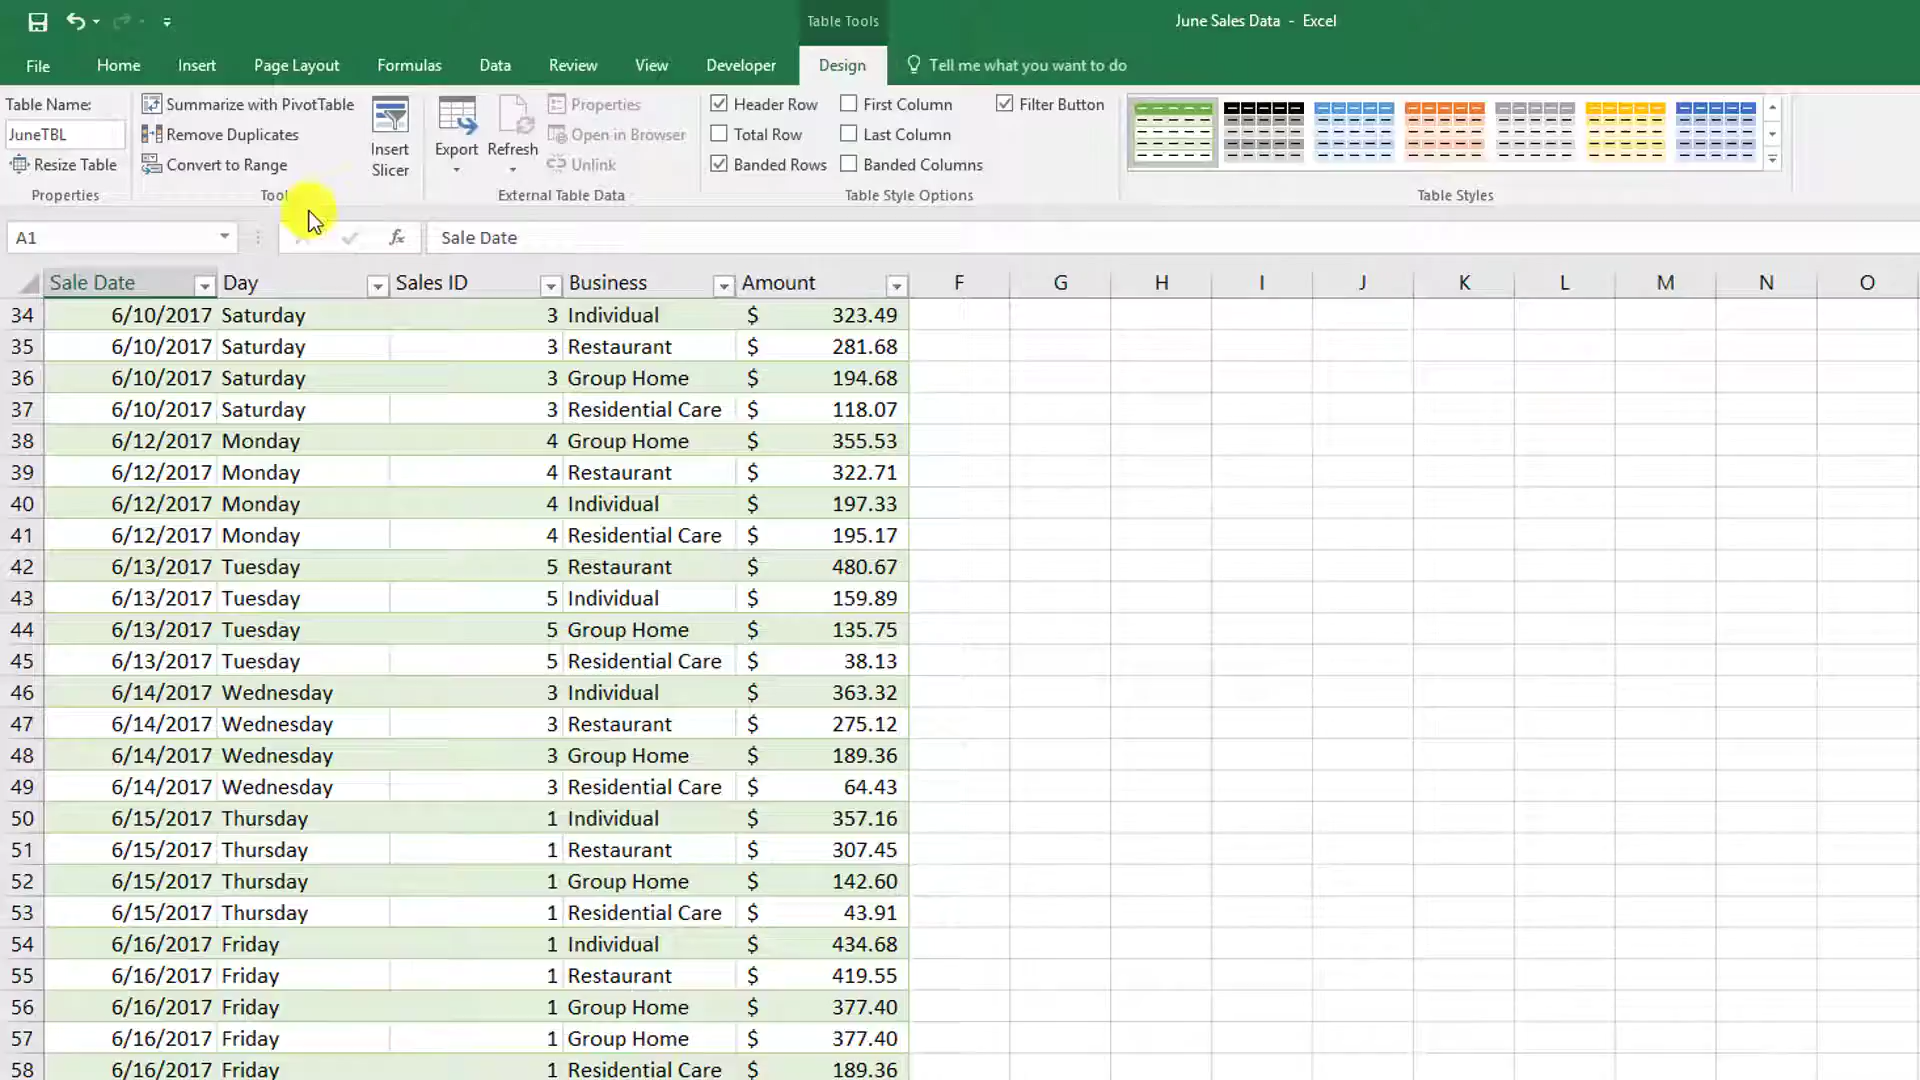 Table Tools
June Sales Data - Excel
File Home Insert Page Layout Formulas Data Review View Developer Design Tell me what you want to do
Table Name:
JuneTBL
Resize Table
Properties
Summarize with PivotTable
Remove Duplicates
Convert to Range
Insert
Slicer
Export
Refresh
Properties
Open in Browser
Unlink
External Table Data
Header Row
Total Row
Banded Rows
First Column
Last Column
Banded Columns
Filter Button
Table Style Options
Table Styles
A1 fx Sale Date
Sale Date Day Sales ID Business Amount F G H I J K L M N O
34 6/10/2017 Saturday 3 Individual $ 323.49
35 6/10/2017 Saturday 3 Restaurant $ 281.68
36 6/10/2017 Saturday 3 Group Home $ 194.68
37 6/10/2017 Saturday 3 Residential Care $ 118.07
38 6/12/2017 Monday 4 Group Home $ 355.53
39 6/12/2017 Monday 4 Restaurant $ 322.71
40 6/12/2017 Monday 4 Individual $ 197.33
41 6/12/2017 Monday 4 Residential Care $ 195.17
42 6/13/2017 Tuesday 5 Restaurant $ 480.67
43 6/13/2017 Tuesday 5 Individual $ 159.89
44 6/13/2017 Tuesday 5 Group Home $ 135.75
45 6/13/2017 Tuesday 5 Residential Care $ 38.13
46 6/14/2017 Wednesday 3 Individual $ 363.32
47 6/14/2017 Wednesday 3 Restaurant $ 275.12
48 6/14/2017 Wednesday 3 Group Home $ 189.36
49 6/14/2017 Wednesday 3 Residential Care $ 64.43
50 6/15/2017 Thursday 1 Individual $ 357.16
51 6/15/2017 Thursday 1 Restaurant $ 307.45
52 6/15/2017 Thursday 1 Group Home $ 142.60
53 6/15/2017 Thursday 1 Residential Care $ 43.91
54 6/16/2017 Friday 1 Individual $ 434.68
55 6/16/2017 Friday 1 Restaurant $ 419.55
56 6/16/2017 Friday 1 Group Home $ 377.40
57 6/16/2017 Friday 1 Group Home $ 377.40
58 6/16/2017 Friday 1 Residential Care $ 189.36